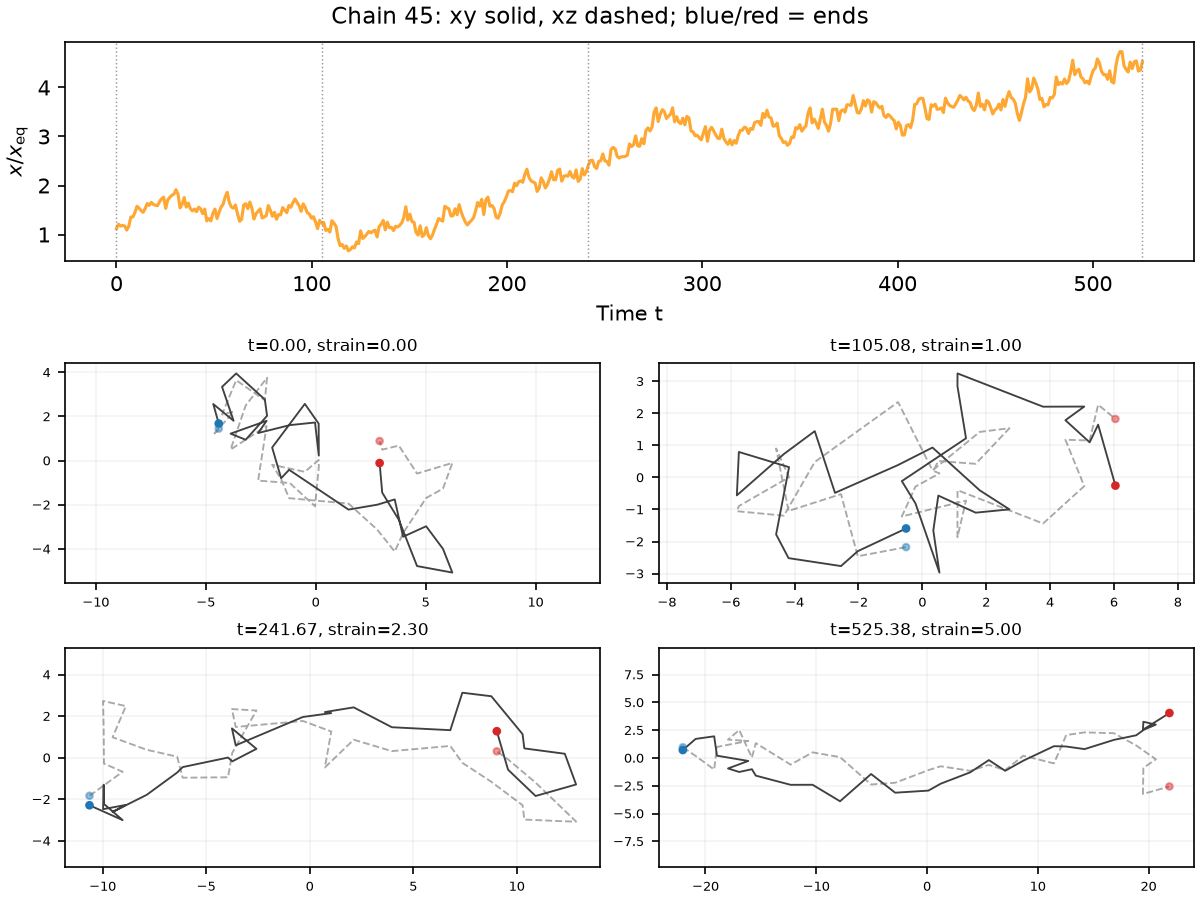 Chain 45: xy solid, xz dashed; blue/red = ends
x/x_eq
4
3
2
1
0 100 200 300 400 500
Time t
t=0.00, strain=0.00
4
2
0
−2
−4
−10 −5 0 5 10
t=105.08, strain=1.00
3
2
1
0
−1
−2
−3
−8 −6 −4 −2 0 2 4 6 8
t=241.67, strain=2.30
4
2
0
−2
−4
−10 −5 0 5 10
t=525.38, strain=5.00
7.5
5.0
2.5
0.0
−2.5
−5.0
−7.5
−20 −10 0 10 20